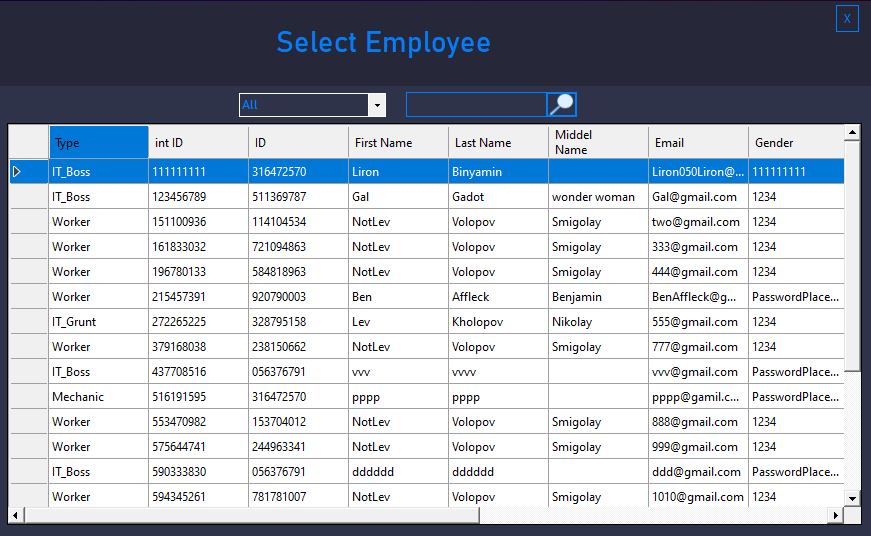 X
Select Employee
All
Type int ID ID First Name Last Name Middel Name Email Gender
IT_Boss 111111111 316472570 Liron Binyamin Liron050Liron@... 111111111
IT_Boss 123456789 511369787 Gal Gadot wonder woman Gal@gmail.com 1234
Worker 151100936 114104534 NotLev Volopov Smigolay two@gmail.com 1234
Worker 161833032 721094863 NotLev Volopov Smigolay 333@gmail.com 1234
Worker 196780133 584818963 NotLev Volopov Smigolay 444@gmail.com 1234
Worker 215457391 920790003 Ben Affleck Benjamin BenAffleck@g... PasswordPlace...
IT_Grunt 272265225 328795158 Lev Kholopov Nikolay 555@gmail.com 1234
Worker 379168038 238150662 NotLev Volopov Smigolay 777@gmail.com 1234
IT_Boss 437708516 056376791 vvv vvvv vvv@gmail.com PasswordPlace...
Mechanic 516191595 316472570 pppp pppp pppp@gamil.c... PasswordPlace...
Worker 553470982 153704012 NotLev Volopov Smigolay 888@gmail.com 1234
Worker 575644741 244963341 NotLev Volopov Smigolay 999@gmail.com 1234
IT_Boss 590333830 056376791 dddddd dddddd ddd@gmail.com PasswordPlace...
Worker 594345261 781781007 NotLev Volopov Smigolay 1010@gmail.com 1234